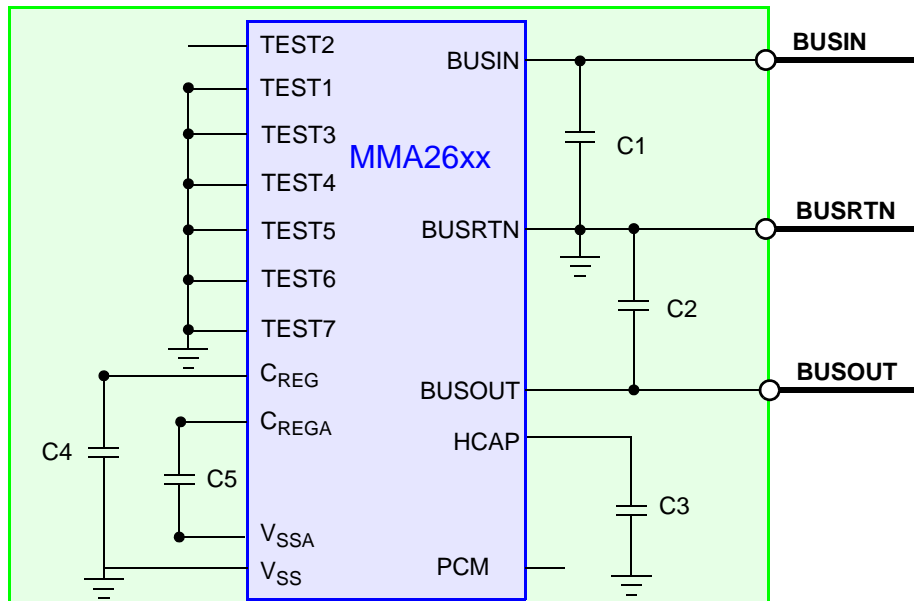 TEST2
TEST1
TEST3
TEST4
TEST5
TEST6
TEST7
CREG
CREGA
VSSA
VSS
C4
C5
MMA26xx
BUSIN
BUSRTN
BUSOUT
HCAP
PCM
C1
C2
C3
BUSIN
BUSRTN
BUSOUT